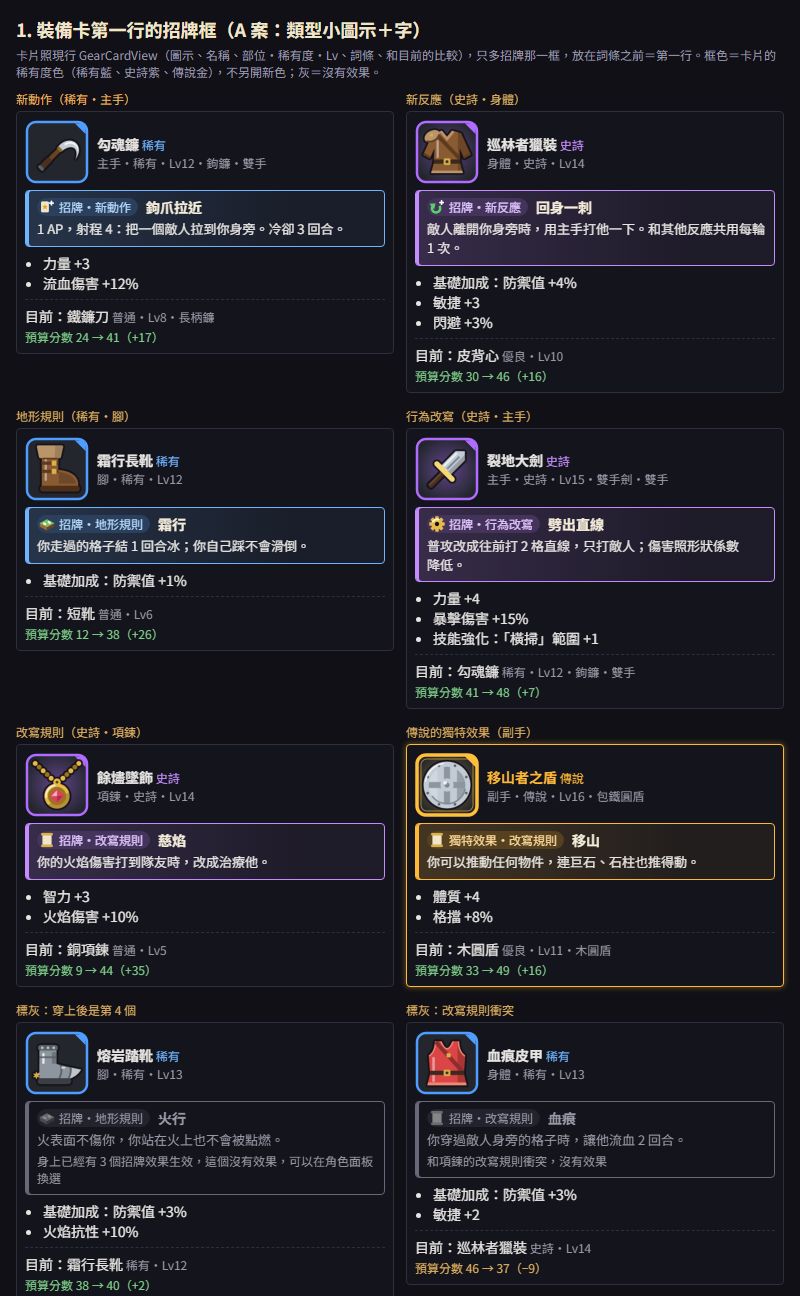 1. 裝備卡第一行的招牌框（A 案：類型小圖示＋字）
卡片照現行 GearCardView（圖示、名稱、部位・稀有度・Lv、詞條、和目前的比較），只多招牌那一框，放在詞條之前＝第一行。框色＝卡片的
稀有度色（稀有藍、史詩紫、傳說金），不另開新色；灰＝沒有效果。
新動作（稀有・主手）
勾魂鐮 稀有
主手・稀有・Lv12・鉤鐮・雙手
招牌・新動作 鉤爪拉近
1 AP，射程 4：把一個敵人拉到你身旁。冷卻 3 回合。
• 力量 +3
• 流血傷害 +12%
目前：鐵鐮刀 普通・Lv8・長柄鐮
預算分數 24 → 41（+17）
新反應（史詩・身體）
巡林者獵裝 史詩
身體・史詩・Lv14
招牌・新反應 回身一刺
敵人離開你身旁時，用主手打他一下。和其他反應共用每輪
1 次。
• 基礎加成：防禦值 +4%
• 敏捷 +3
• 閃避 +3%
目前：皮背心 優良・Lv10
預算分數 30 → 46（+16）
地形規則（稀有・腳）
霜行長靴 稀有
腳・稀有・Lv12
招牌・地形規則 霜行
你走過的格子結 1 回合冰；你自己踩不會滑倒。
• 基礎加成：防禦值 +1%
目前：短靴 普通・Lv6
預算分數 12 → 38（+26）
行為改寫（史詩・主手）
裂地大劍 史詩
主手・史詩・Lv15・雙手劍・雙手
招牌・行為改寫 劈出直線
普攻改成往前打 2 格直線，只打敵人；傷害照形狀係數
降低。
• 力量 +4
• 暴擊傷害 +15%
• 技能強化：「橫掃」範圍 +1
目前：勾魂鐮 稀有・Lv12・鉤鐮・雙手
預算分數 41 → 48（+7）
改寫規則（史詩・項鍊）
餘燼墜飾 史詩
項鍊・史詩・Lv14
招牌・改寫規則 慈焰
你的火焰傷害打到隊友時，改成治療他。
• 智力 +3
• 火焰傷害 +10%
目前：銅項鍊 普通・Lv5
預算分數 9 → 44（+35）
傳說的獨特效果（副手）
移山者之盾 傳說
副手・傳說・Lv16・包鐵圓盾
獨特效果・改寫規則 移山
你可以推動任何物件，連巨石、石柱也推得動。
• 體質 +4
• 格擋 +8%
目前：木圓盾 優良・Lv11・木圓盾
預算分數 33 → 49（+16）
標灰：穿上後是第 4 個
熔岩踏靴 稀有
腳・稀有・Lv13
招牌・地形規則 火行
火表面不傷你，你站在火上也不會被點燃。
身上已經有 3 個招牌效果生效，這個沒有效果，可以在角色面板
換選
• 基礎加成：防禦值 +3%
• 火焰抗性 +10%
目前：霜行長靴 稀有・Lv12
預算分數 38 → 40（+2）
標灰：改寫規則衝突
血痕皮甲 稀有
身體・稀有・Lv13
招牌・改寫規則 血痕
你穿過敵人身旁的格子時，讓他流血 2 回合。
和項鍊的改寫規則衝突，沒有效果
• 基礎加成：防禦值 +3%
• 敏捷 +2
目前：巡林者獵裝 史詩・Lv14
預算分數 46 → 37（−9）